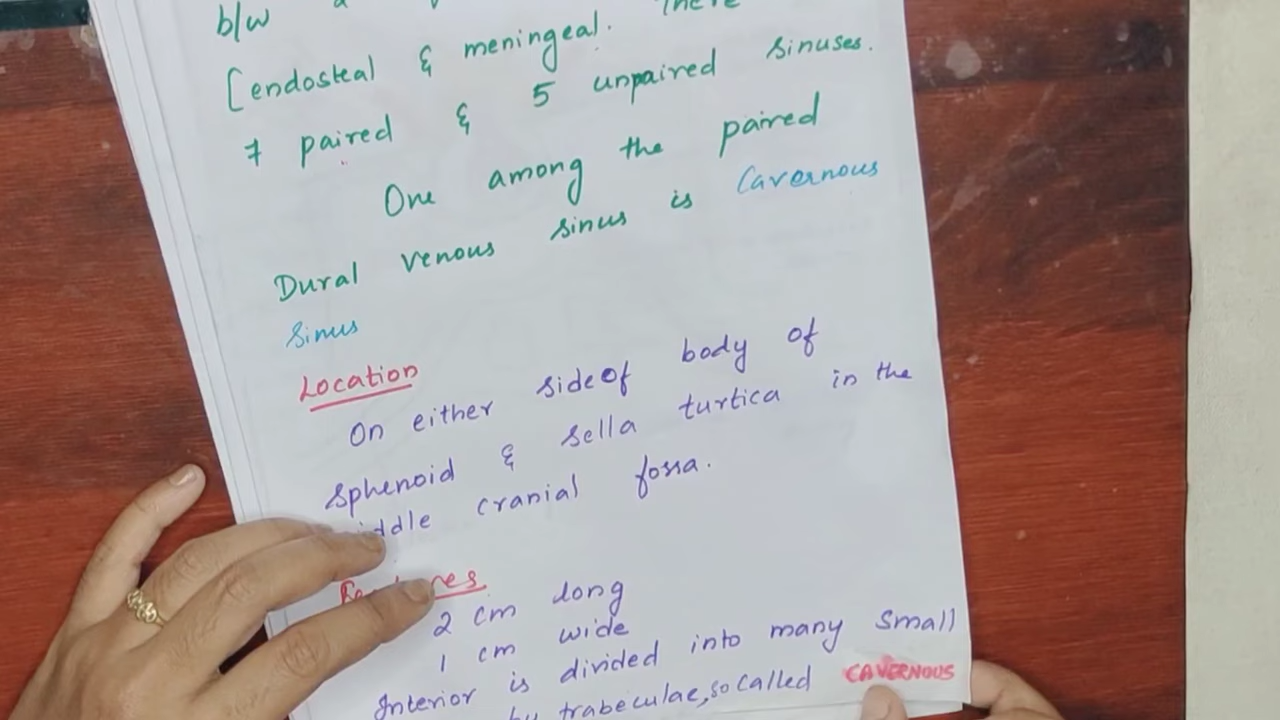 b/w a
[endosteal & meningeal. There
7 paired & 5 unpaired sinuses.
One among the paired
Dural venous sinus is Cavernous
sinus
Location
On either side of body of
sphenoid & sella turtica in the
cranial fossa.
2 cm long
1 cm wide
Interior is divided into many small
by trabeculae, so called CAVERNOUS